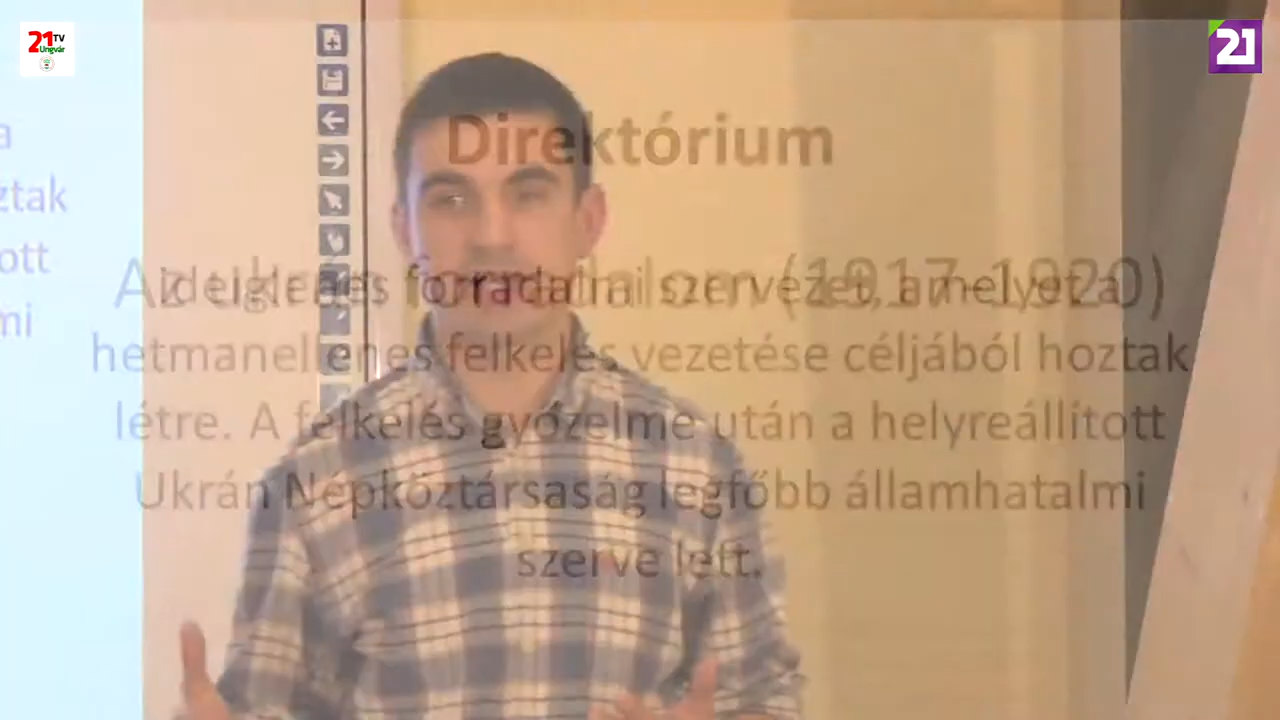 21 TV
Ungvár
21
a
ztak
ott
mi
Direktórium
Az ukrán forradalom (1917-1920)
Ideiglenes forradalmi szervezet, amelyet a
hetmanellenes felkelés vezetése céljából hoztak
létre. A felkelés győzelme után a helyreállított
Ukrán Népköztársaság legfőbb államhatalmi
szerve lett.